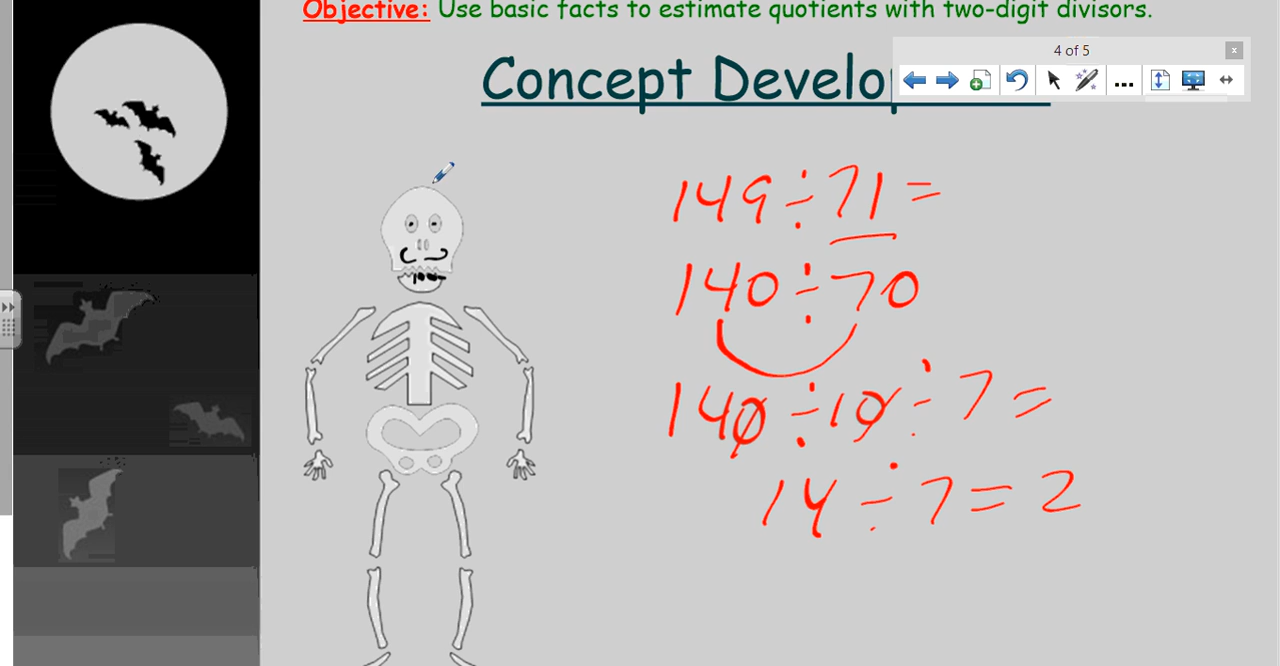 Objective: Use basic facts to estimate quotients with two-digit divisors.
4 of 5
Concept Develo
149 ÷ 71 =
140 ÷ 70
140 ÷ 10 ÷ 7 =
14 ÷ 7 = 2